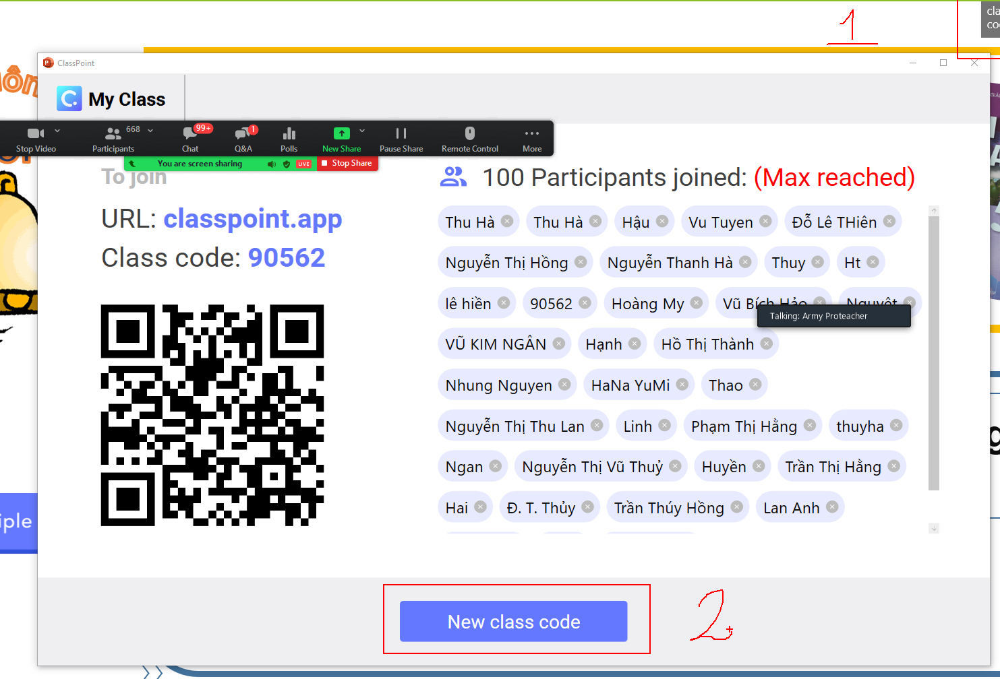 1
cla
co
ClassPoint
ôn
My Class
668
99+
1
Stop Video
Participants
Chat
Q&A
Polls
New Share
Pause Share
Remote Control
More
You are screen sharing
LIVE
Stop Share
To join
URL: classpoint.app
Class code: 90562
100 Participants joined: (Max reached)
Thu Hà
Thu Hà
Hậu
Vu Tuyen
Đỗ Lê THiên
Nguyễn Thị Hồng
Nguyễn Thanh Hà
Thuy
Ht
lê hiền
90562
Hoàng My
Vũ Bích Hảo
Nguyệt
Talking: Army Proteacher
VŨ KIM NGÂN
Hạnh
Hồ Thị Thành
Nhung Nguyen
HaNa YuMi
Thao
Nguyễn Thị Thu Lan
Linh
Phạm Thị Hằng
thuyha
Ngan
Nguyễn Thị Vũ Thuỷ
Huyền
Trần Thị Hằng
Hai
Đ. T. Thủy
Trần Thúy Hồng
Lan Anh
iple
g
New class code
2